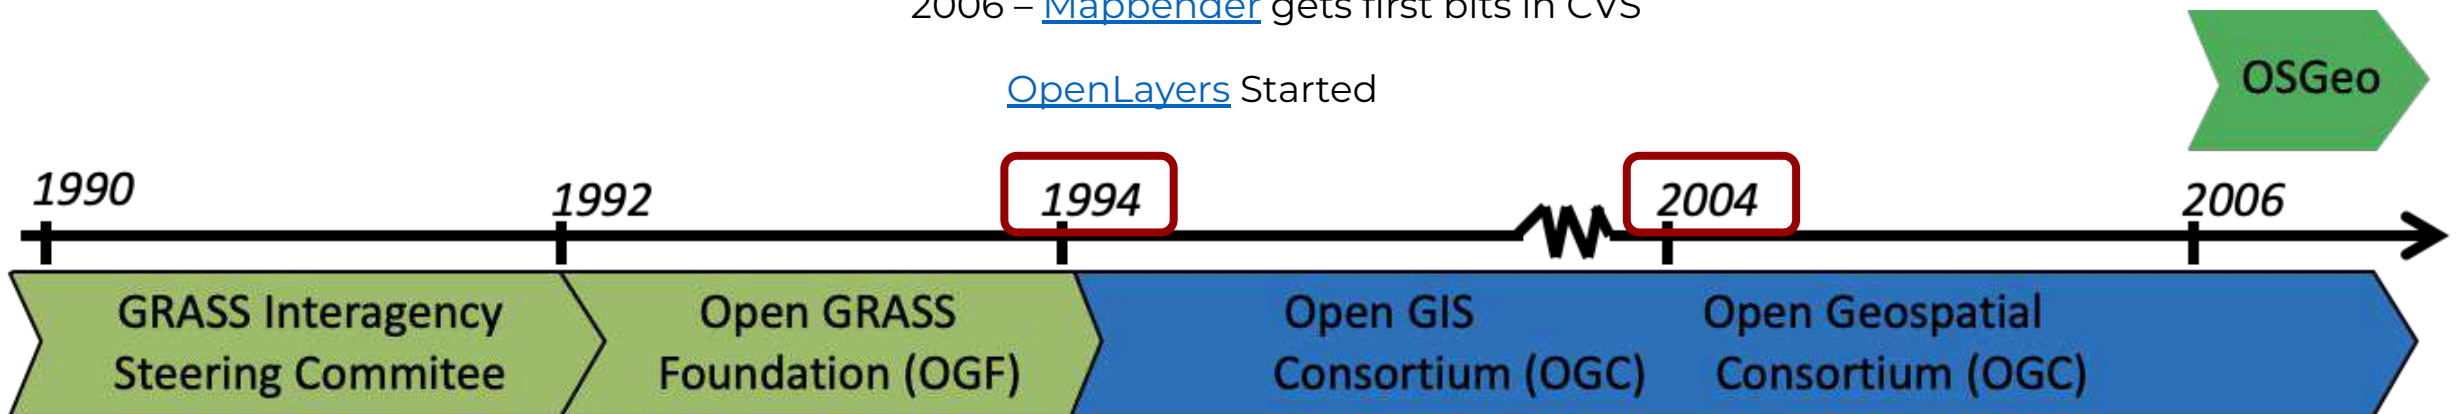 2006 – Mapbender gets first bits in CVS
OpenLayers Started
OSGeo
1990
1992
1994
2004
2006
GRASS Interagency
Steering Commitee
Open GRASS
Foundation (OGF)
Open GIS
Consortium (OGC)
Open Geospatial
Consortium (OGC)